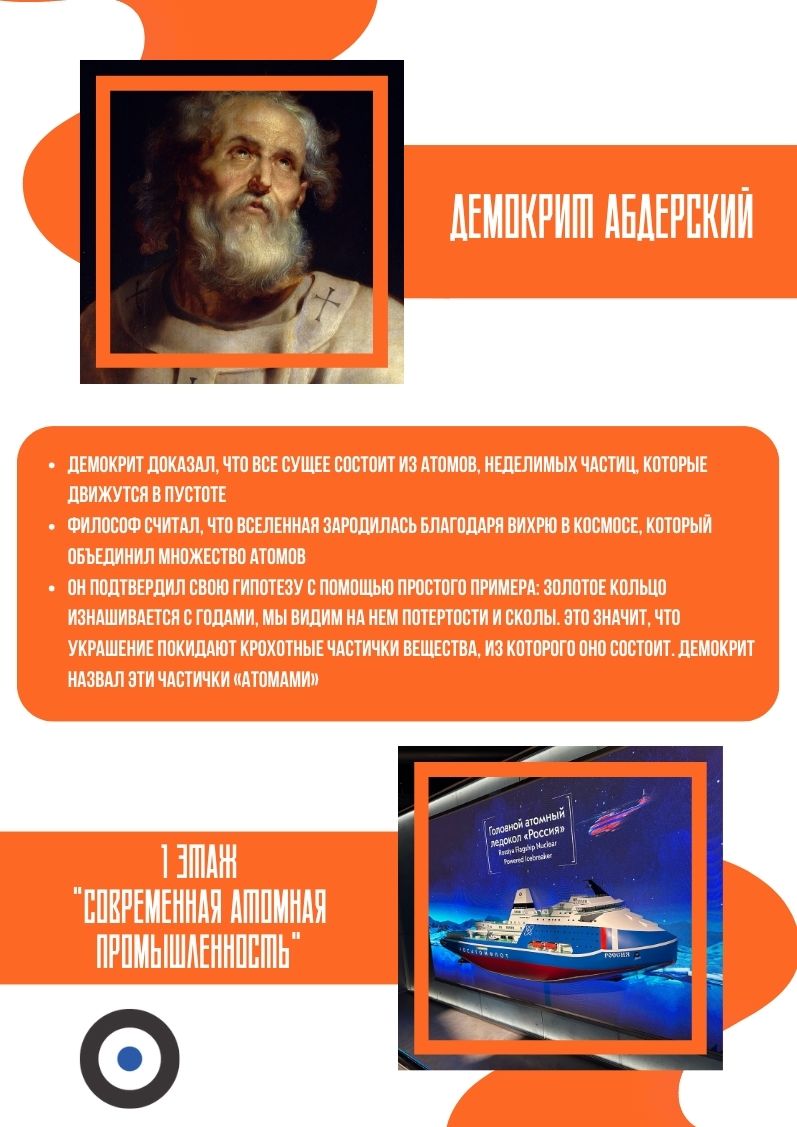 ДЕМОКРИТ АБДЕРСКИЙ
• ДЕМОКРИТ ДОКАЗАЛ, ЧТО ВСЕ СУЩЕЕ СОСТОИТ ИЗ АТОМОВ, НЕДЕЛИМЫХ ЧАСТИЦ, КОТОРЫЕ
ДВИЖУТСЯ В ПУСТОТЕ
• ФИЛОСОФ СЧИТАЛ, ЧТО ВСЕЛЕННАЯ ЗАРОДИЛАСЬ БЛАГОДАРЯ ВИХРЮ В КОСМОСЕ, КОТОРЫЙ
ОБЪЕДИНИЛ МНОЖЕСТВО АТОМОВ
• ОН ПОДТВЕРДИЛ СВОЮ ГИПОТЕЗУ С ПОМОЩЬЮ ПРОСТОГО ПРИМЕРА: ЗОЛОТОЕ КОЛЬЦО
ИЗНАШИВАЕТСЯ С ГОДАМИ, МЫ ВИДИМ НА НЕМ ПОТЕРТОСТИ И СКОЛЫ. ЭТО ЗНАЧИТ, ЧТО
УКРАШЕНИЕ ПОКИДАЮТ КРОХОТНЫЕ ЧАСТИЧКИ ВЕЩЕСТВА, ИЗ КОТОРОГО ОНО СОСТОИТ. ДЕМОКРИТ
НАЗВАЛ ЭТИ ЧАСТИЧКИ «АТОМАМИ»
Головной атомный
ледокол «Россия»
Rossiya Flagship Nuclear
Powered Icebreaker
РОСАТОМФЛОТ
РОССИЯ
1 ЭТАЖ
"СОВРЕМЕННАЯ АТОМНАЯ
ПРОМЫШЛЕННОСТЬ"